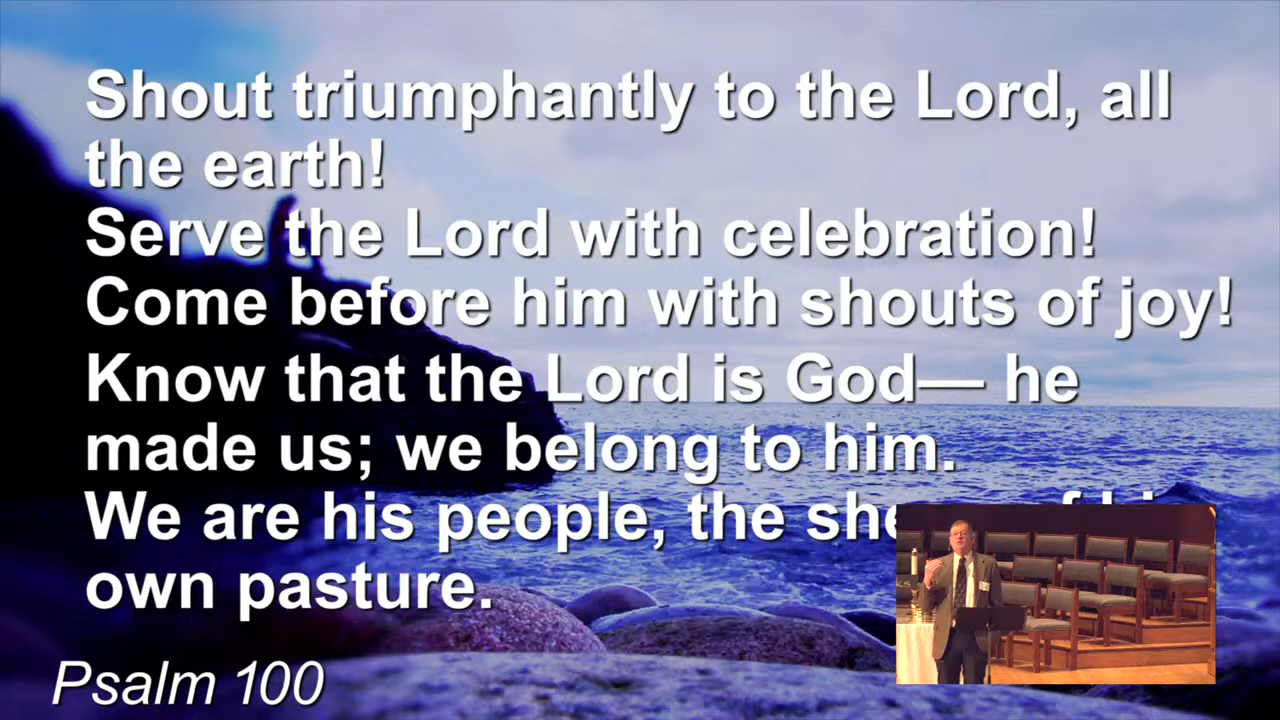 Shout triumphantly to the Lord, all
the earth!
Serve the Lord with celebration!
Come before him with shouts of joy!
Know that the Lord is God— he
made us; we belong to him.
We are his people, the
own pasture.
Psalm 100